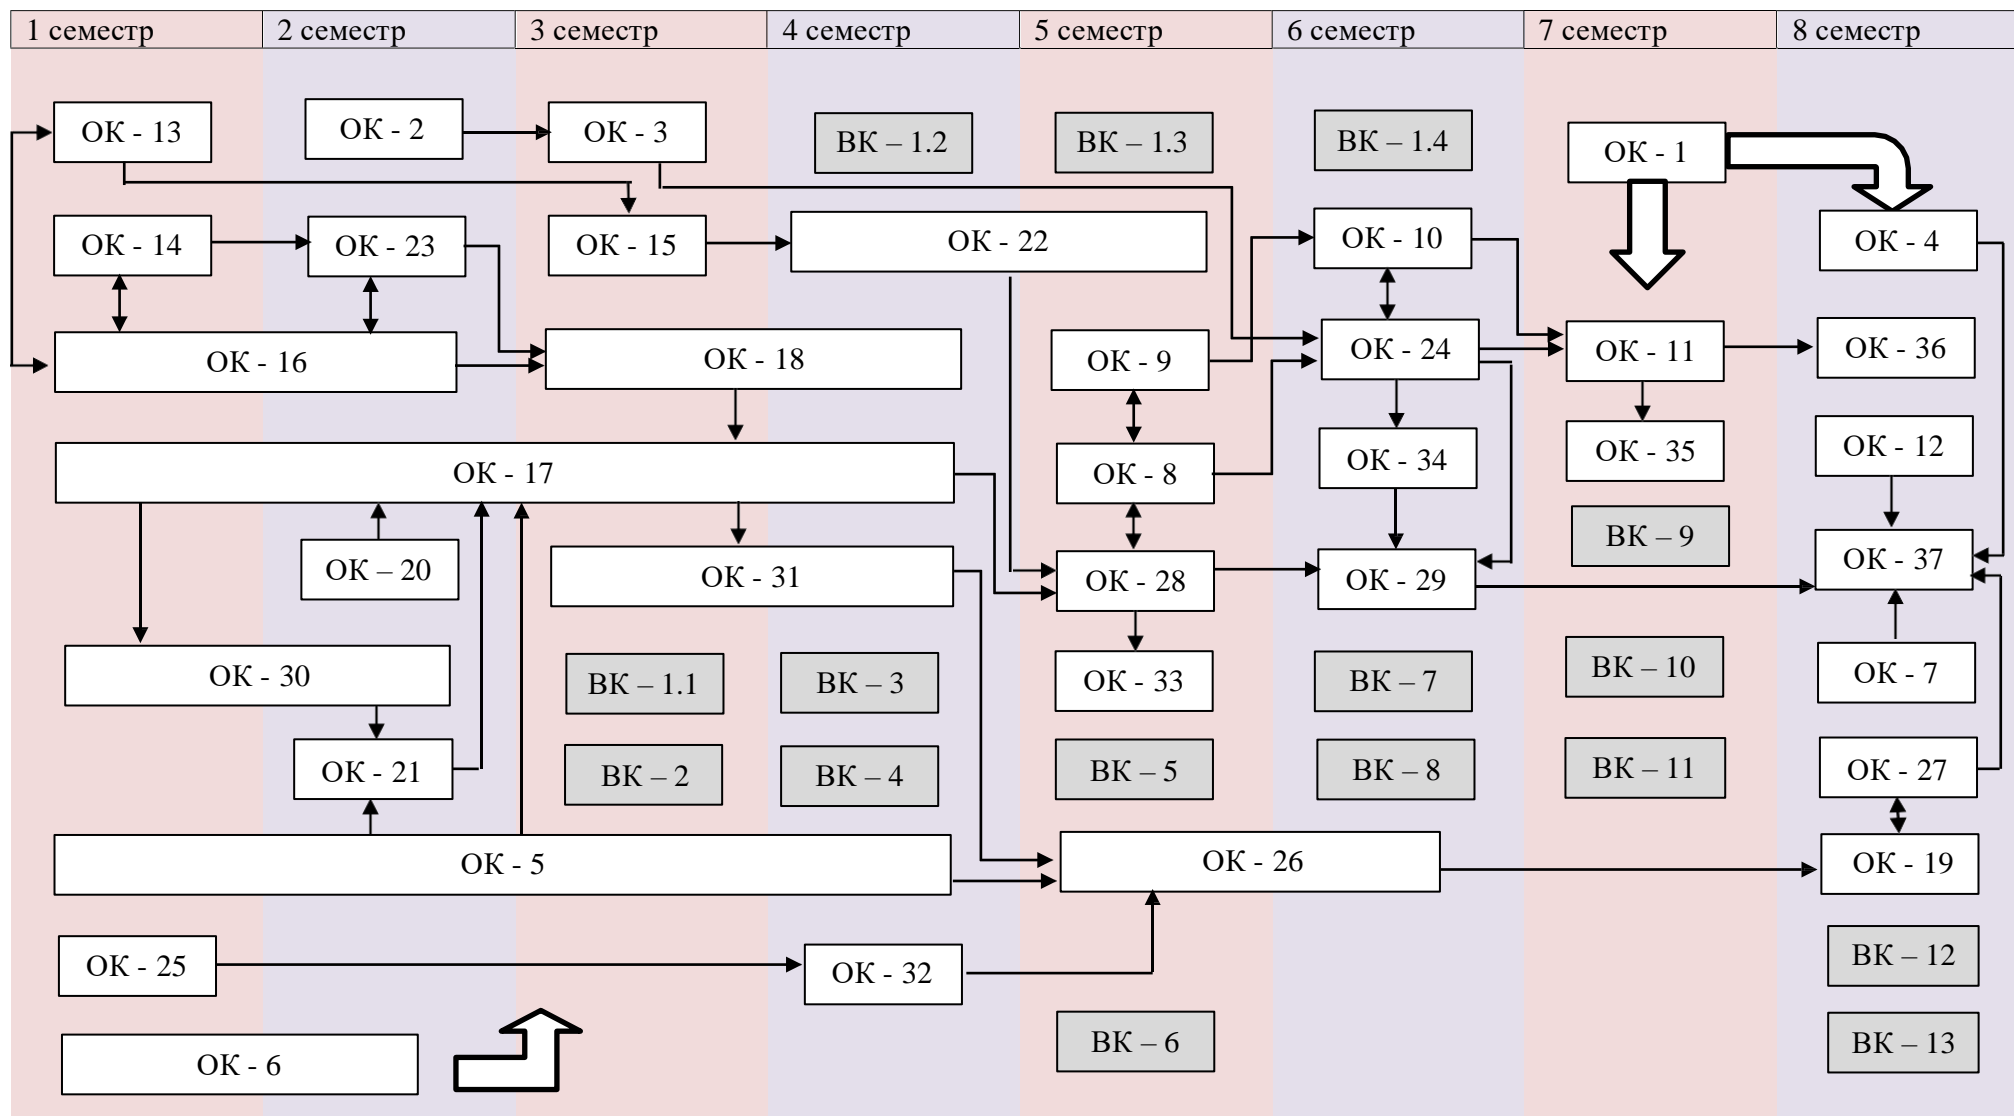 1 семестр
2 семестр
3 семестр
4 семестр
5 семестр
6 семестр
7 семестр
8 семестр
ОК - 13
ОК - 2
ОК - 3
ВК – 1.2
ВК – 1.3
ВК – 1.4
ОК - 1
ОК - 14
ОК - 23
ОК - 15
ОК - 22
ОК - 10
ОК - 4
ОК - 16
ОК - 18
ОК - 9
ОК - 24
ОК - 11
ОК - 36
ОК - 17
ОК - 8
ОК - 34
ОК - 35
ОК - 12
ОК – 20
ОК - 31
ОК - 28
ОК - 29
ВК – 9
ОК - 37
ОК - 30
ВК – 1.1
ВК – 3
ОК - 33
ВК – 7
ВК – 10
ОК - 7
ОК - 21
ВК – 2
ВК – 4
ВК – 5
ВК – 8
ВК – 11
ОК - 27
ОК - 5
ОК - 26
ОК - 19
ОК - 25
ОК - 32
ВК – 12
ОК - 6
ВК – 6
ВК – 13